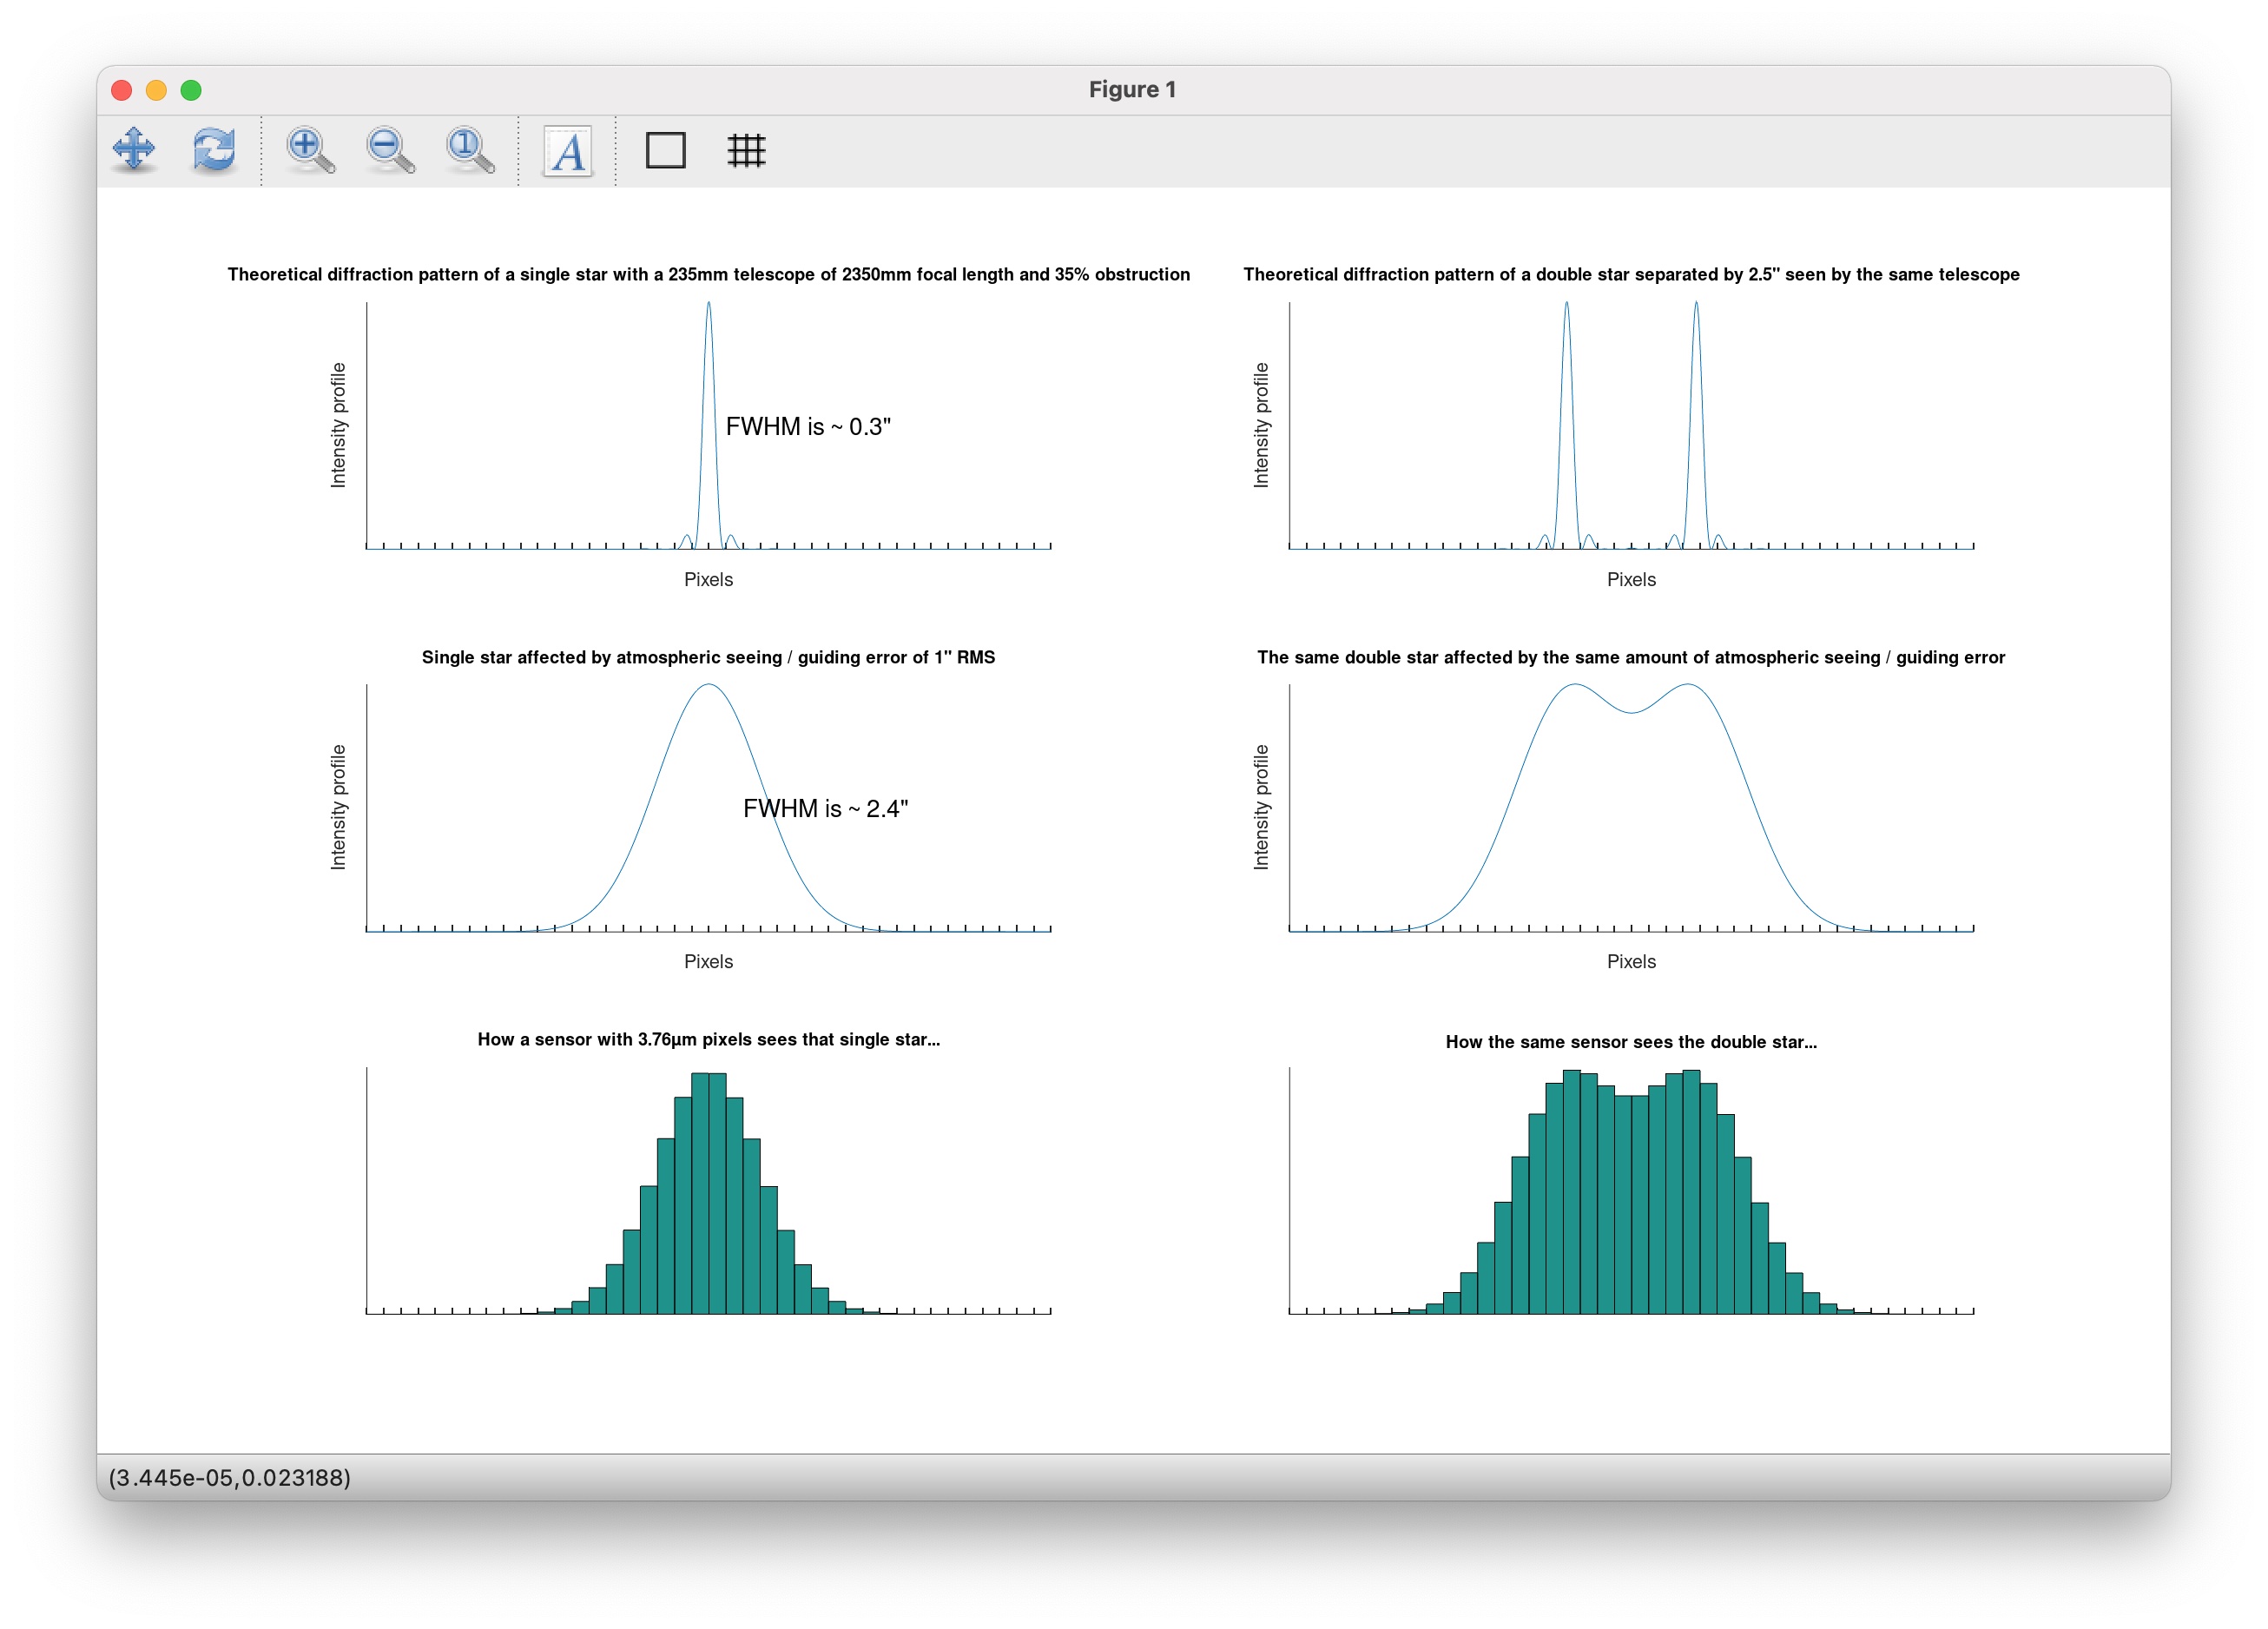 Figure 1
A
Theoretical diffraction pattern of a single star with a 235mm telescope of 2350mm focal length and 35% obstruction
Intensity profile
FWHM is ~ 0.3"
Pixels
Theoretical diffraction pattern of a double star separated by 2.5" seen by the same telescope
Intensity profile
Pixels
Single star affected by atmospheric seeing / guiding error of 1" RMS
Intensity profile
FWHM is ~ 2.4"
Pixels
The same double star affected by the same amount of atmospheric seeing / guiding error
Intensity profile
Pixels
How a sensor with 3.76µm pixels sees that single star...
How the same sensor sees the double star...
(3.445e-05,0.023188)